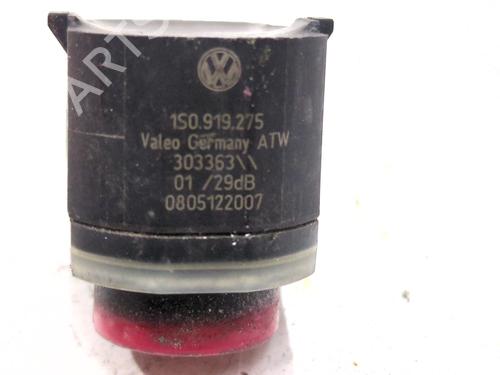 1S0.919.275
Valeo Germany ATW
303363\\
01 /29dB
0805122007